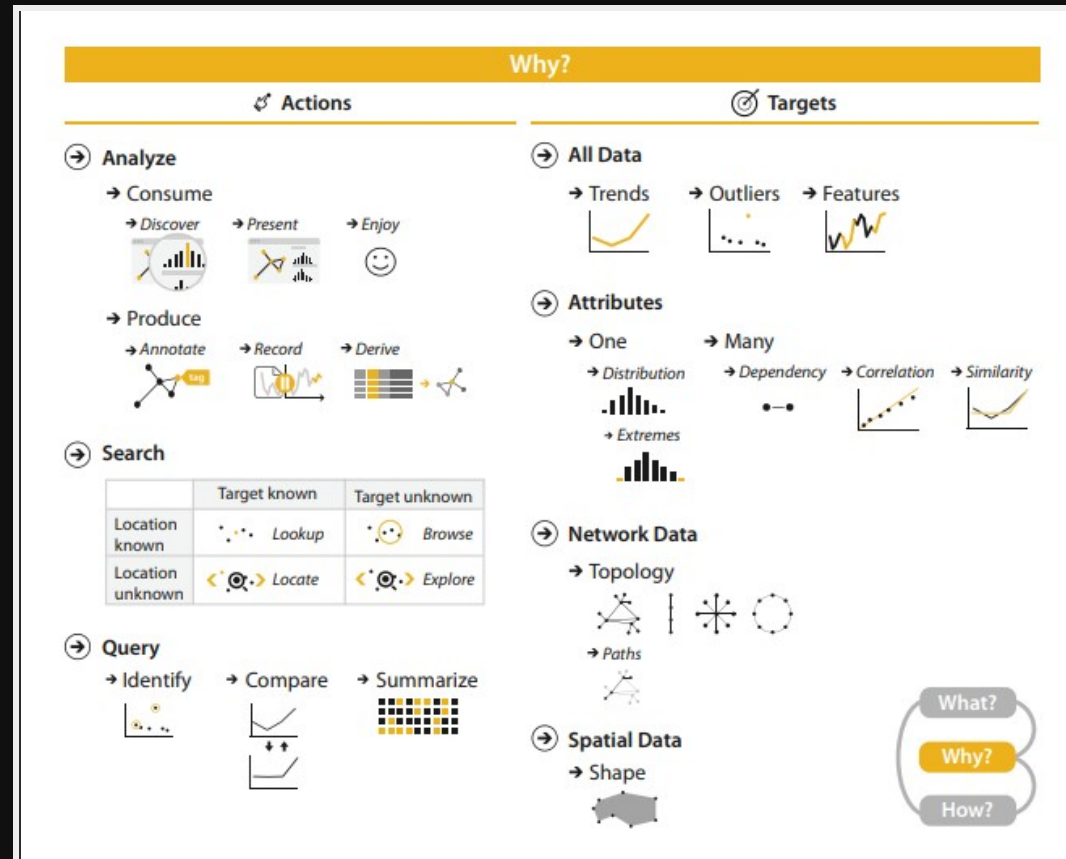 Why?
Actions
Analyze
Consume
Discover
Present
Enjoy
Produce
Annotate
Record
Derive
tag
Search
Target known
Target unknown
Location known
Lookup
Browse
Location unknown
Locate
Explore
Query
Identify
Compare
Summarize
Targets
All Data
Trends
Outliers
Features
Attributes
One
Many
Distribution
Dependency
Correlation
Similarity
Extremes
Network Data
Topology
Paths
Spatial Data
Shape
What?
Why?
How?